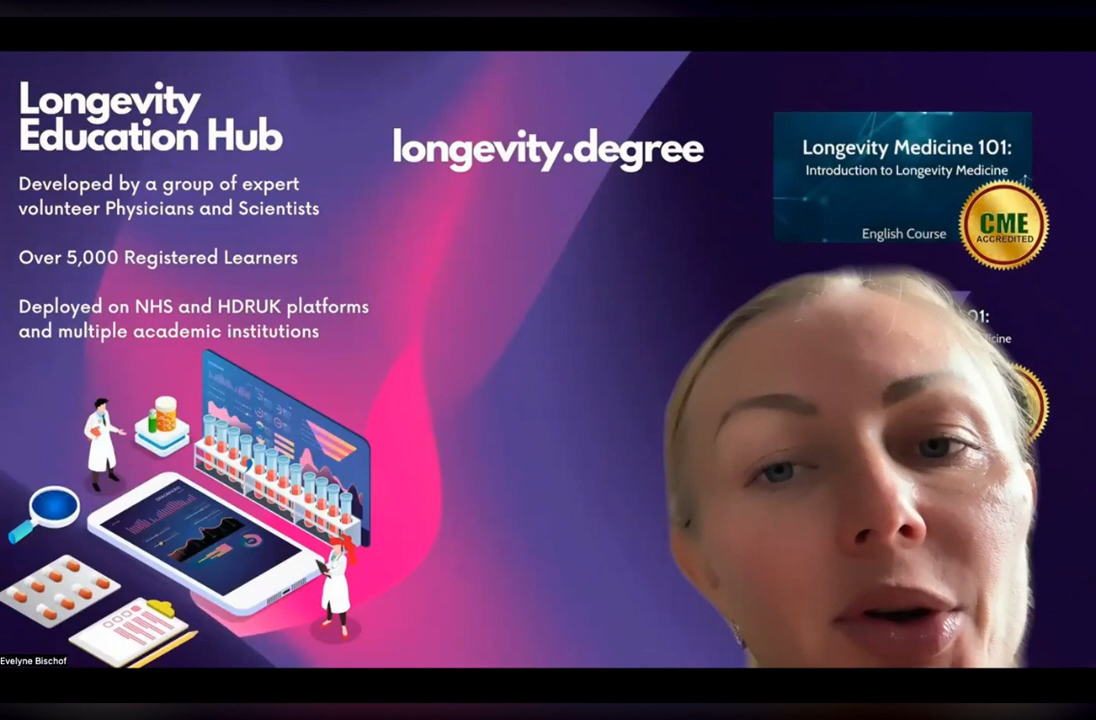 Longevity
Education Hub
Developed by a group of expert
volunteer Physicians and Scientists
Over 5,000 Registered Learners
Deployed on NHS and HDRUK platforms
and multiple academic institutions
longevity.degree
Longevity Medicine 101:
Introduction to Longevity Medicine
English Course
CME
ACCREDITED
01:
icine
Evelyne Bischof